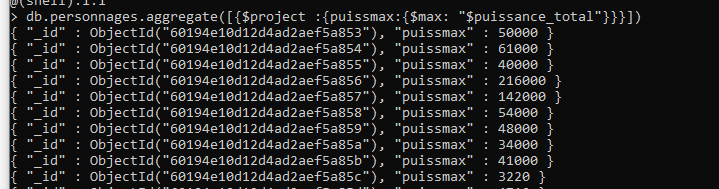 @(shell):1:1
> db.personnages.aggregate([{$project :{puissmax:{$max: "$puissance_total"}}}])
{ "_id" : ObjectId("60194e10d12d4ad2aef5a853"), "puissmax" : 50000 }
{ "_id" : ObjectId("60194e10d12d4ad2aef5a854"), "puissmax" : 61000 }
{ "_id" : ObjectId("60194e10d12d4ad2aef5a855"), "puissmax" : 40000 }
{ "_id" : ObjectId("60194e10d12d4ad2aef5a856"), "puissmax" : 216000 }
{ "_id" : ObjectId("60194e10d12d4ad2aef5a857"), "puissmax" : 142000 }
{ "_id" : ObjectId("60194e10d12d4ad2aef5a858"), "puissmax" : 54000 }
{ "_id" : ObjectId("60194e10d12d4ad2aef5a859"), "puissmax" : 48000 }
{ "_id" : ObjectId("60194e10d12d4ad2aef5a85a"), "puissmax" : 34000 }
{ "_id" : ObjectId("60194e10d12d4ad2aef5a85b"), "puissmax" : 41000 }
{ "_id" : ObjectId("60194e10d12d4ad2aef5a85c"), "puissmax" : 3220 }